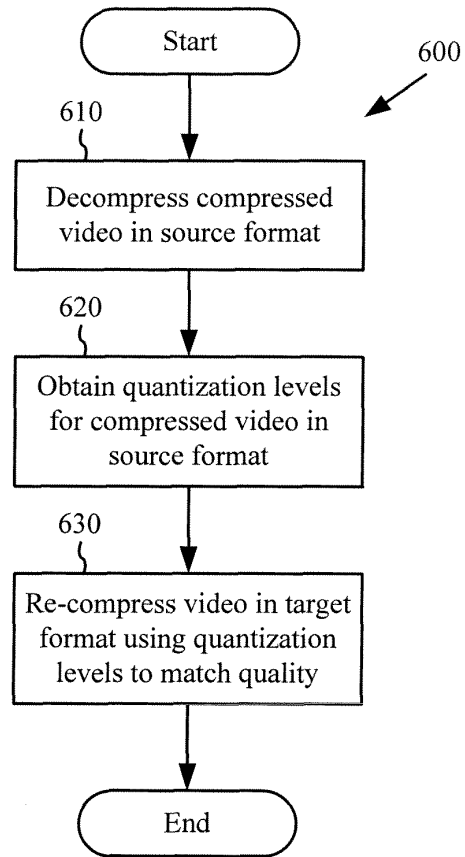 Start
600
610
Decompress compressed
video in source format
620
Obtain quantization levels
for compressed video in
source format
630
Re-compress video in target
format using quantization
levels to match quality
End